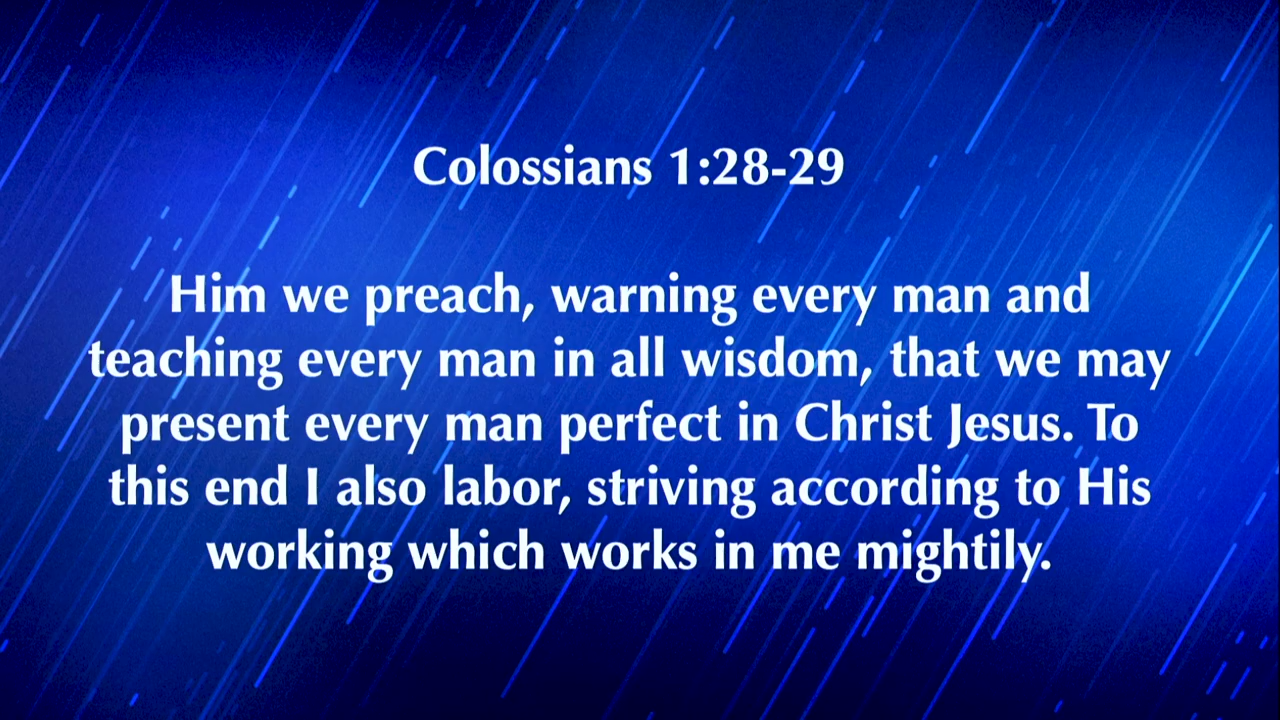 Colossians 1:28-29
Him we preach, warning every man and
teaching every man in all wisdom, that we may
present every man perfect in Christ Jesus. To
this end I also labor, striving according to His
working which works in me mightily.